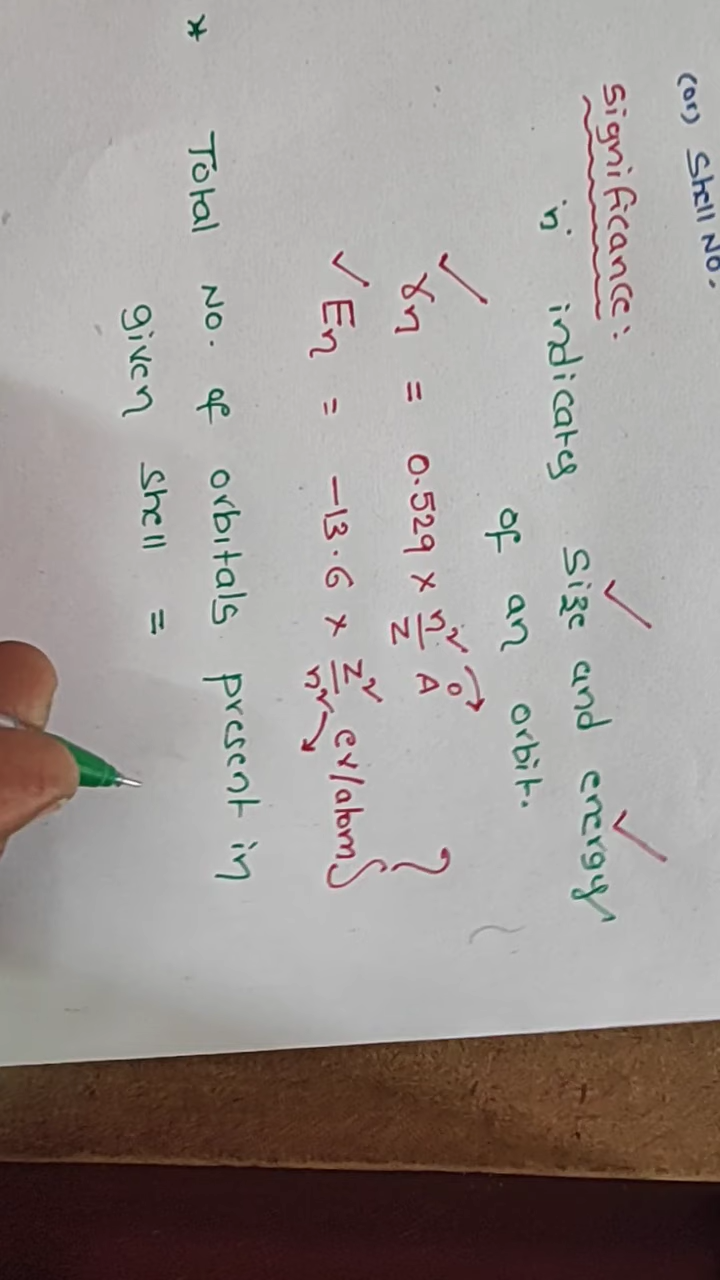 (or) Shell No.
Significance:
'n' indicates size and energy
of an orbit.
rn = 0.529 × n²/Z A°
En = -13.6 × Z²/n² ev/atom
* Total No. of orbitals present in
given shell =